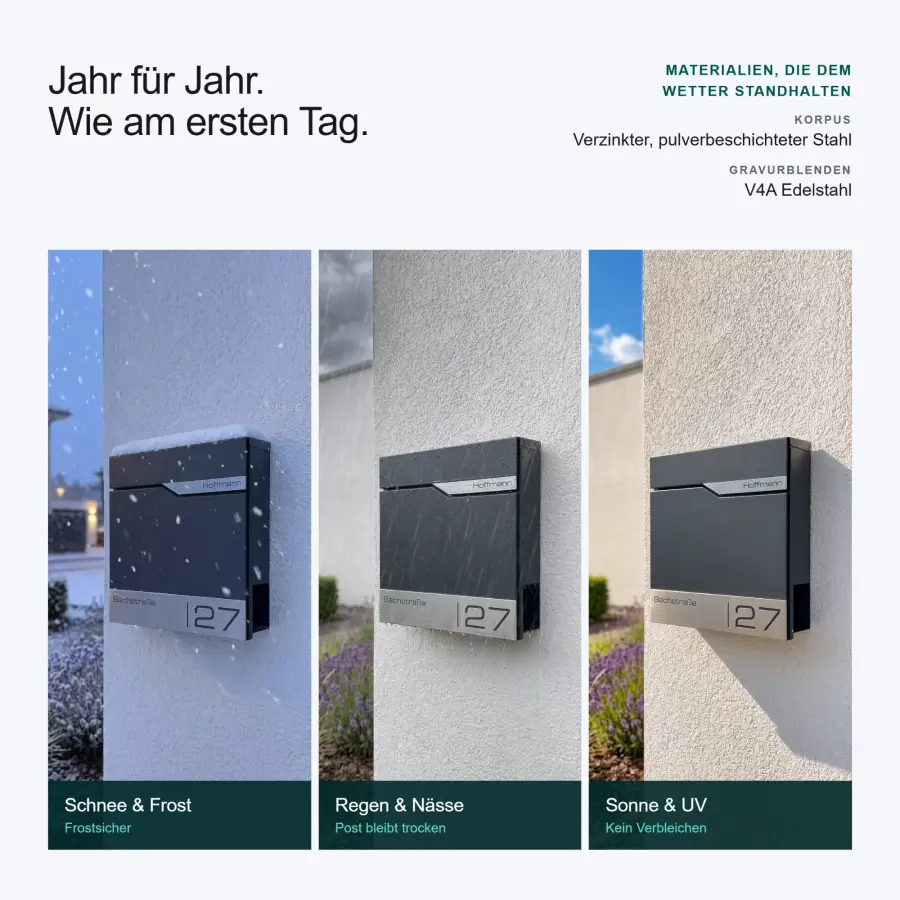 Jahr für Jahr.
Wie am ersten Tag.
MATERIALIEN, DIE DEM
WETTER STANDHALTEN
KORPUS
Verzinkter, pulverbeschichteter Stahl
GRAVURBLENDEN
V4A Edelstahl
Hoffmann
Bachstraße
27
Schnee & Frost
Frostsicher
Hoffmann
Bachstraße
27
Regen & Nässe
Post bleibt trocken
Hoffmann
Bachstraße
27
Sonne & UV
Kein Verbleichen